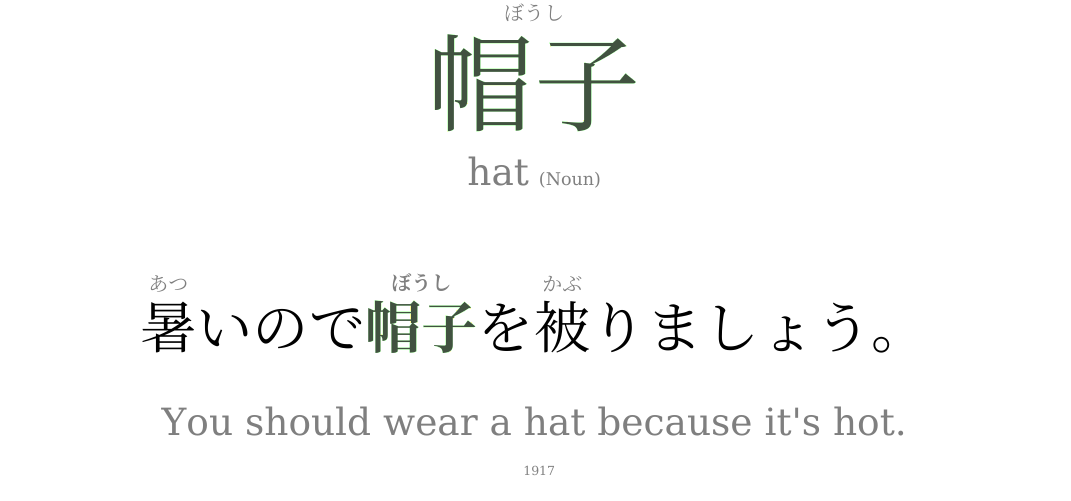 ぼうし
帽子
hat (Noun)
あつ ぼうし かぶ
暑いので帽子を被りましょう。
You should wear a hat because it's hot.
1917